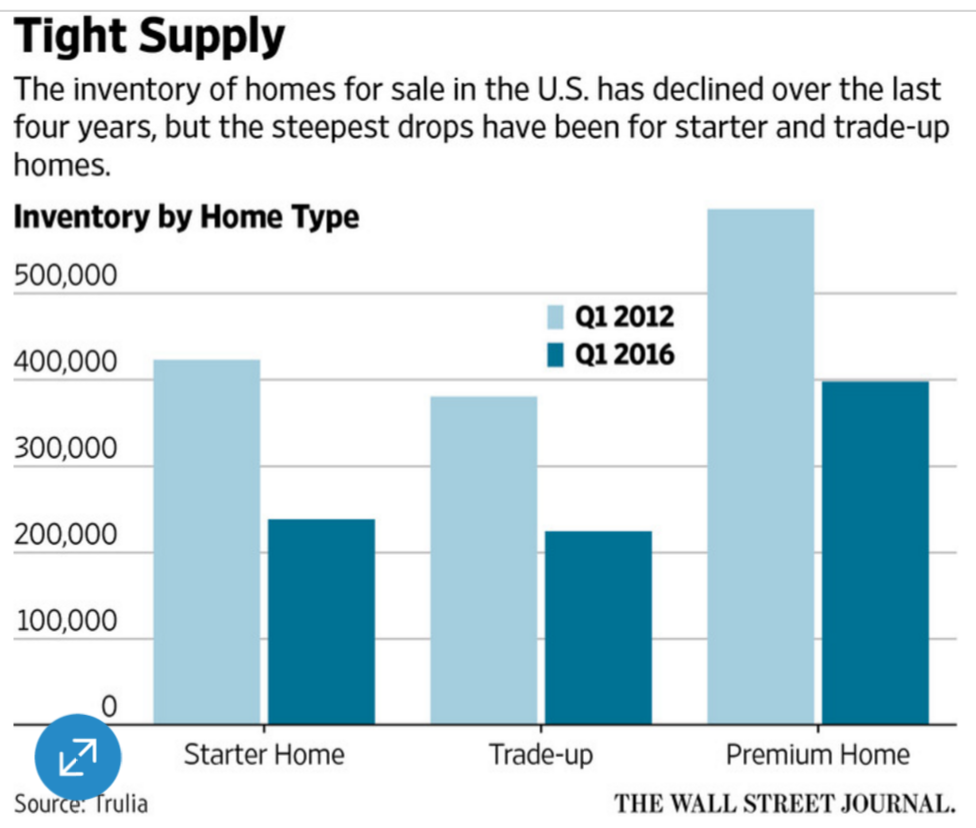 Tight Supply
The inventory of homes for sale in the U.S. has declined over the last
four years, but the steepest drops have been for starter and trade-up
homes.
Inventory by Home Type
500,000
Q1 2012
Q1 2016
400,000
300,000
200,000
100,000
0
Starter Home Trade-up Premium Home
Source: Trulia THE WALL STREET JOURNAL.